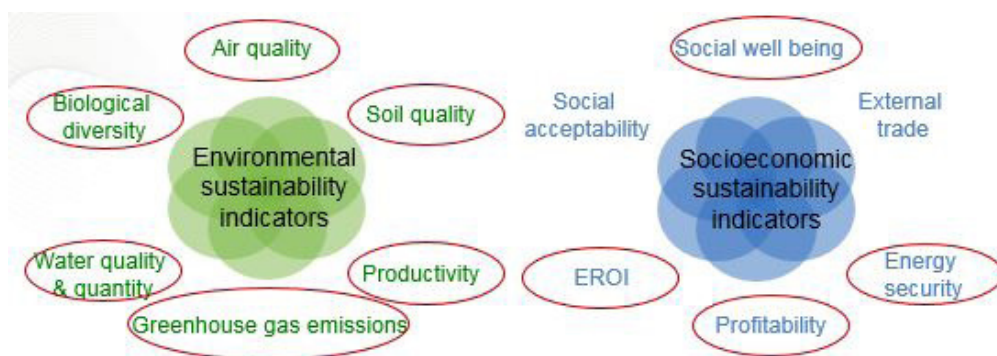 Air quality
Biological
diversity
Soil quality
Environmental
sustainability
indicators
Water quality
& quantity
Productivity
Greenhouse gas emissions
Social well being
Social
acceptability
External
trade
Socioeconomic
sustainability
indicators
EROI
Energy
security
Profitability